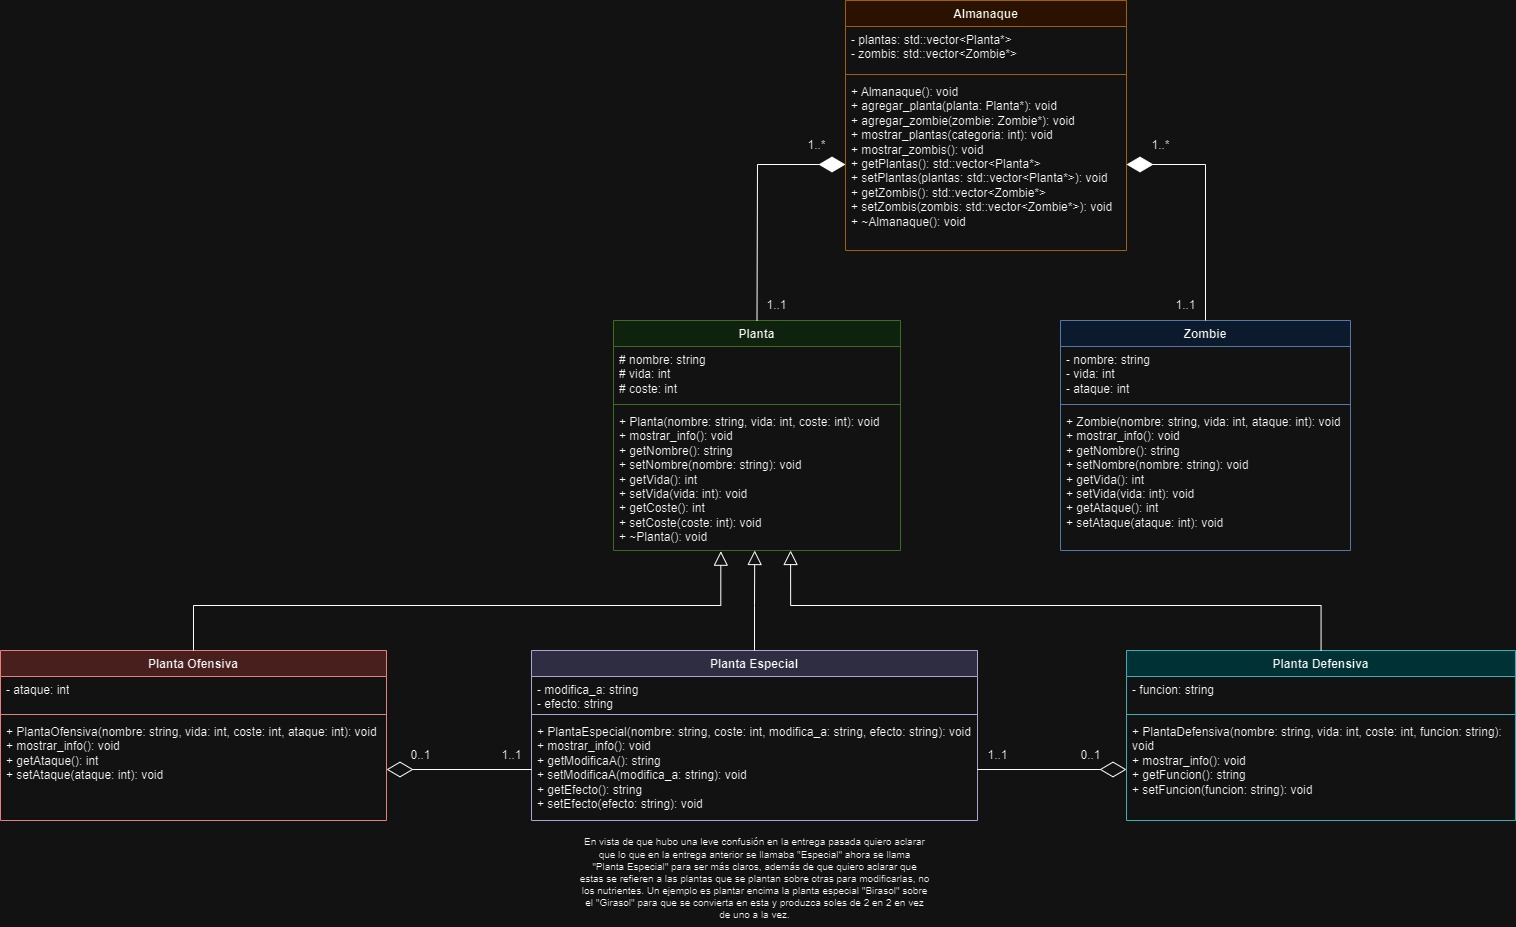 Almanaque
- plantas: std::vector<Planta*>
- zombis: std::vector<Zombie*>
+ Almanaque(): void
+ agregar_planta(planta: Planta*): void
+ agregar_zombie(zombie: Zombie*): void
+ mostrar_plantas(categoria: int): void
+ mostrar_zombis(): void
+ getPlantas(): std::vector<Planta*>
+ setPlantas(plantas: std::vector<Planta*>): void
+ getZombis(): std::vector<Zombie*>
+ setZombis(zombis: std::vector<Zombie*>): void
+ ~Almanaque(): void
1..*
1..*
1..1
1..1
Planta
# nombre: string
# vida: int
# coste: int
+ Planta(nombre: string, vida: int, coste: int): void
+ mostrar_info(): void
+ getNombre(): string
+ setNombre(nombre: string): void
+ getVida(): int
+ setVida(vida: int): void
+ getCoste(): int
+ setCoste(coste: int): void
+ ~Planta(): void
Zombie
- nombre: string
- vida: int
- ataque: int
+ Zombie(nombre: string, vida: int, ataque: int): void
+ mostrar_info(): void
+ getNombre(): string
+ setNombre(nombre: string): void
+ getVida(): int
+ setVida(vida: int): void
+ getAtaque(): int
+ setAtaque(ataque: int): void
Planta Ofensiva
- ataque: int
+ PlantaOfensiva(nombre: string, vida: int, coste: int, ataque: int): void
+ mostrar_info(): void
+ getAtaque(): int
+ setAtaque(ataque: int): void
0..1
1..1
Planta Especial
- modifica_a: string
- efecto: string
+ PlantaEspecial(nombre: string, coste: int, modifica_a: string, efecto: string): void
+ mostrar_info(): void
+ getModificaA(): string
+ setModificaA(modifica_a: string): void
+ getEfecto(): string
+ setEfecto(efecto: string): void
1..1
0..1
Planta Defensiva
- funcion: string
+ PlantaDefensiva(nombre: string, vida: int, coste: int, funcion: string):
void
+ mostrar_info(): void
+ getFuncion(): string
+ setFuncion(funcion: string): void
En vista de que hubo una leve confusión en la entrega pasada quiero aclarar
que lo que en la entrega anterior se llamaba "Especial" ahora se llama
"Planta Especial" para ser más claros, además de que quiero aclarar que
estas se refieren a las plantas que se plantan sobre otras para modificarlas, no
los nutrientes. Un ejemplo es plantar encima la planta especial "Birasol" sobre
el "Girasol" para que se convierta en esta y produzca soles de 2 en 2 en vez
de uno a la vez.